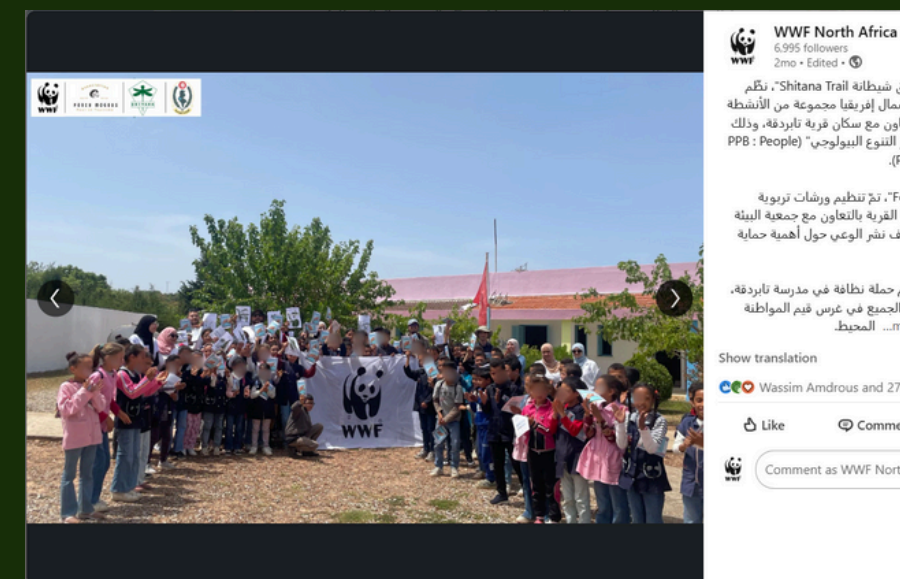 WWF
WWF
WWF North Africa
6,995 followers
2mo • Edited •
شيطانة Shitana Trail"، نظّم
مال إفريقيا مجموعة من الأنشطة
مع سكان قرية تابردقة، وذلك
التنوع البيولوجي" (PPB : People
تمّ تنظيم ورشات تربوية
القرية بالتعاون مع جمعية البيئة
نشر الوعي حول أهمية حماية
حملة نظافة في مدرسة تابردقة،
الجميع في غرس قيم المواطنة
المحيط.
Show translation
Wassim Amdrous and 27
Like
Comme
WWF
Comment as WWF Nort